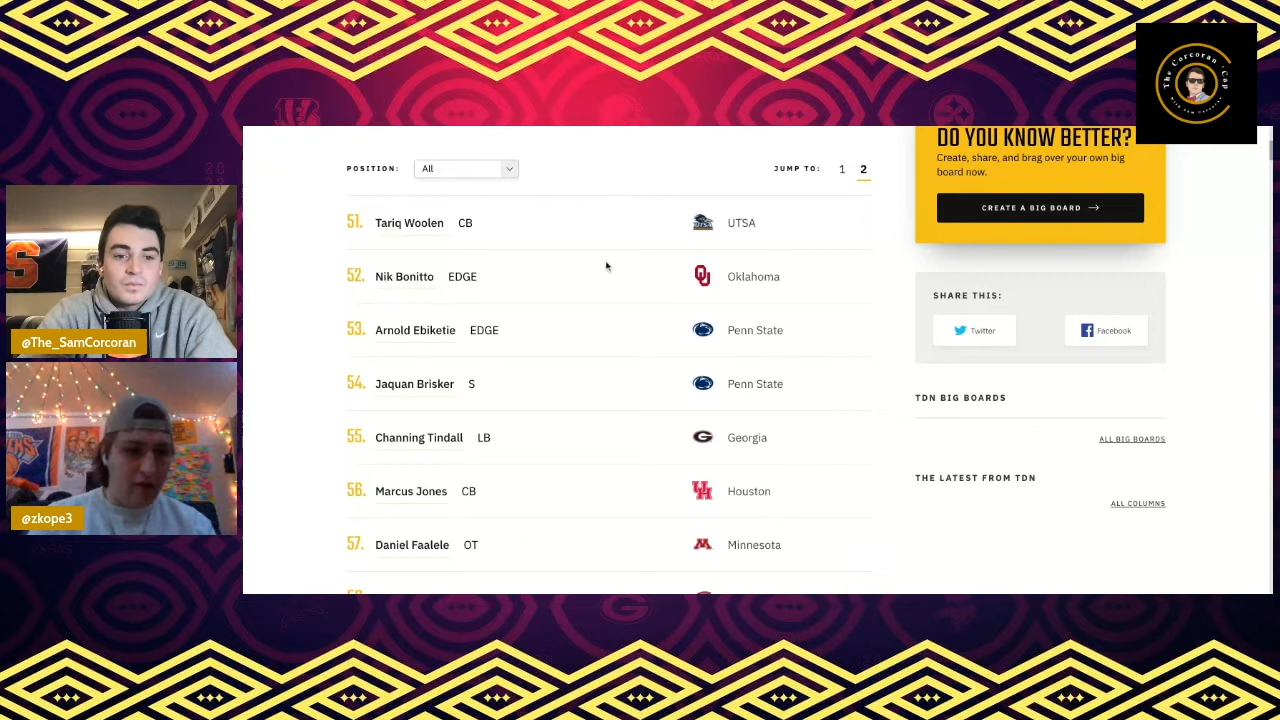 The Corcoran Cap
DO YOU KNOW BETTER?
Create, share, and brag over your own big
board now.
CREATE A BIG BOARD
POSITION: All
JUMP TO: 1 2
51. Tariq Woolen CB UTSA
52. Nik Bonitto EDGE Oklahoma
53. Arnold Ebiketie EDGE Penn State
54. Jaquan Brisker S Penn State
55. Channing Tindall LB Georgia
56. Marcus Jones CB Houston
57. Daniel Faalele OT Minnesota
SHARE THIS:
Twitter
Facebook
TDN BIG BOARDS
ALL BIG BOARDS
THE LATEST FROM TDN
ALL COLUMNS
@The_SamCorcoran
@zkope3